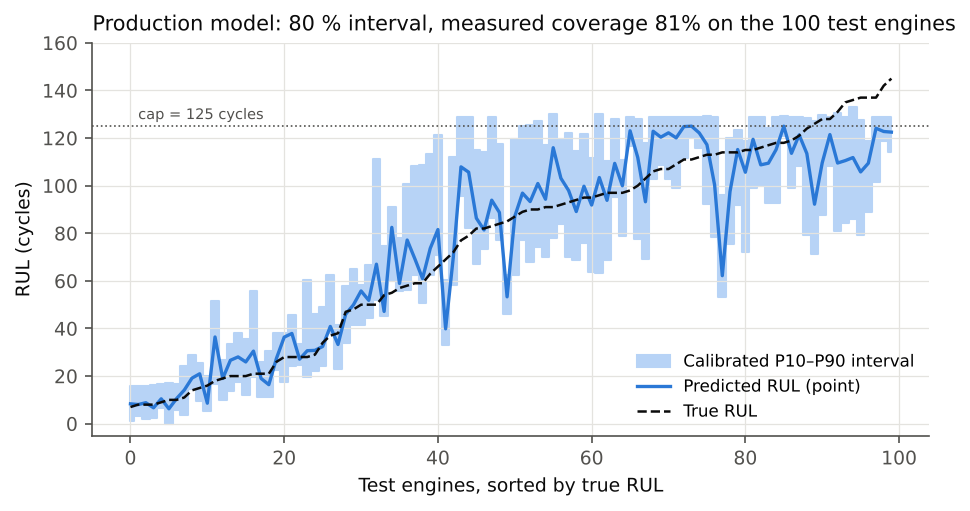 Production model: 80 % interval, measured coverage 81% on the 100 test engines
160
140
120
100
80
60
40
20
0
RUL (cycles)
cap = 125 cycles
Calibrated P10–P90 interval
Predicted RUL (point)
True RUL
0 20 40 60 80 100
Test engines, sorted by true RUL